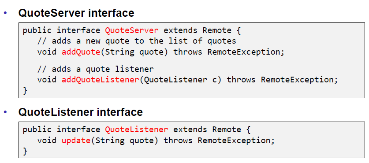 • QuoteServer interface
public interface QuoteServer extends Remote {
// adds a new quote to the list of quotes
void addQuote(String quote) throws RemoteException;
// adds a quote listener
void addQuoteListener(QuoteListener c) throws RemoteException;
}
• QuoteListener interface
public interface QuoteListener extends Remote {
void update(String quote) throws RemoteException;
}